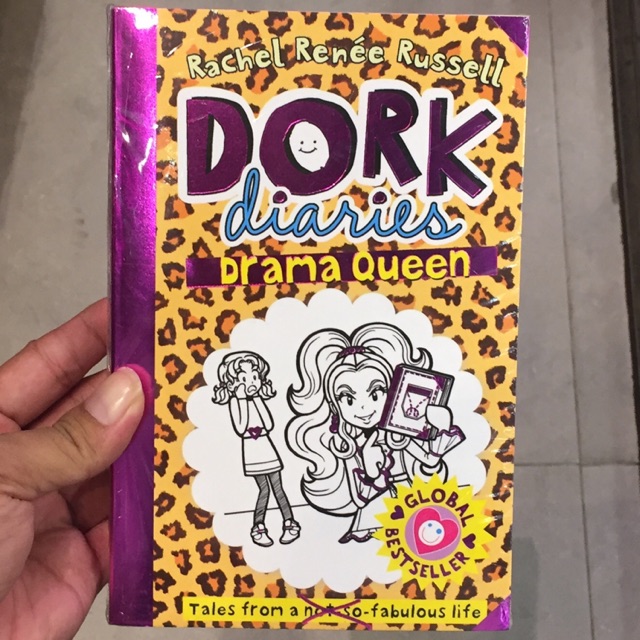 Rachel Renée Russell
DORK
diaries
Drama Queen
GLOBAL
BESTSELLER
Tales from a not-so-fabulous life